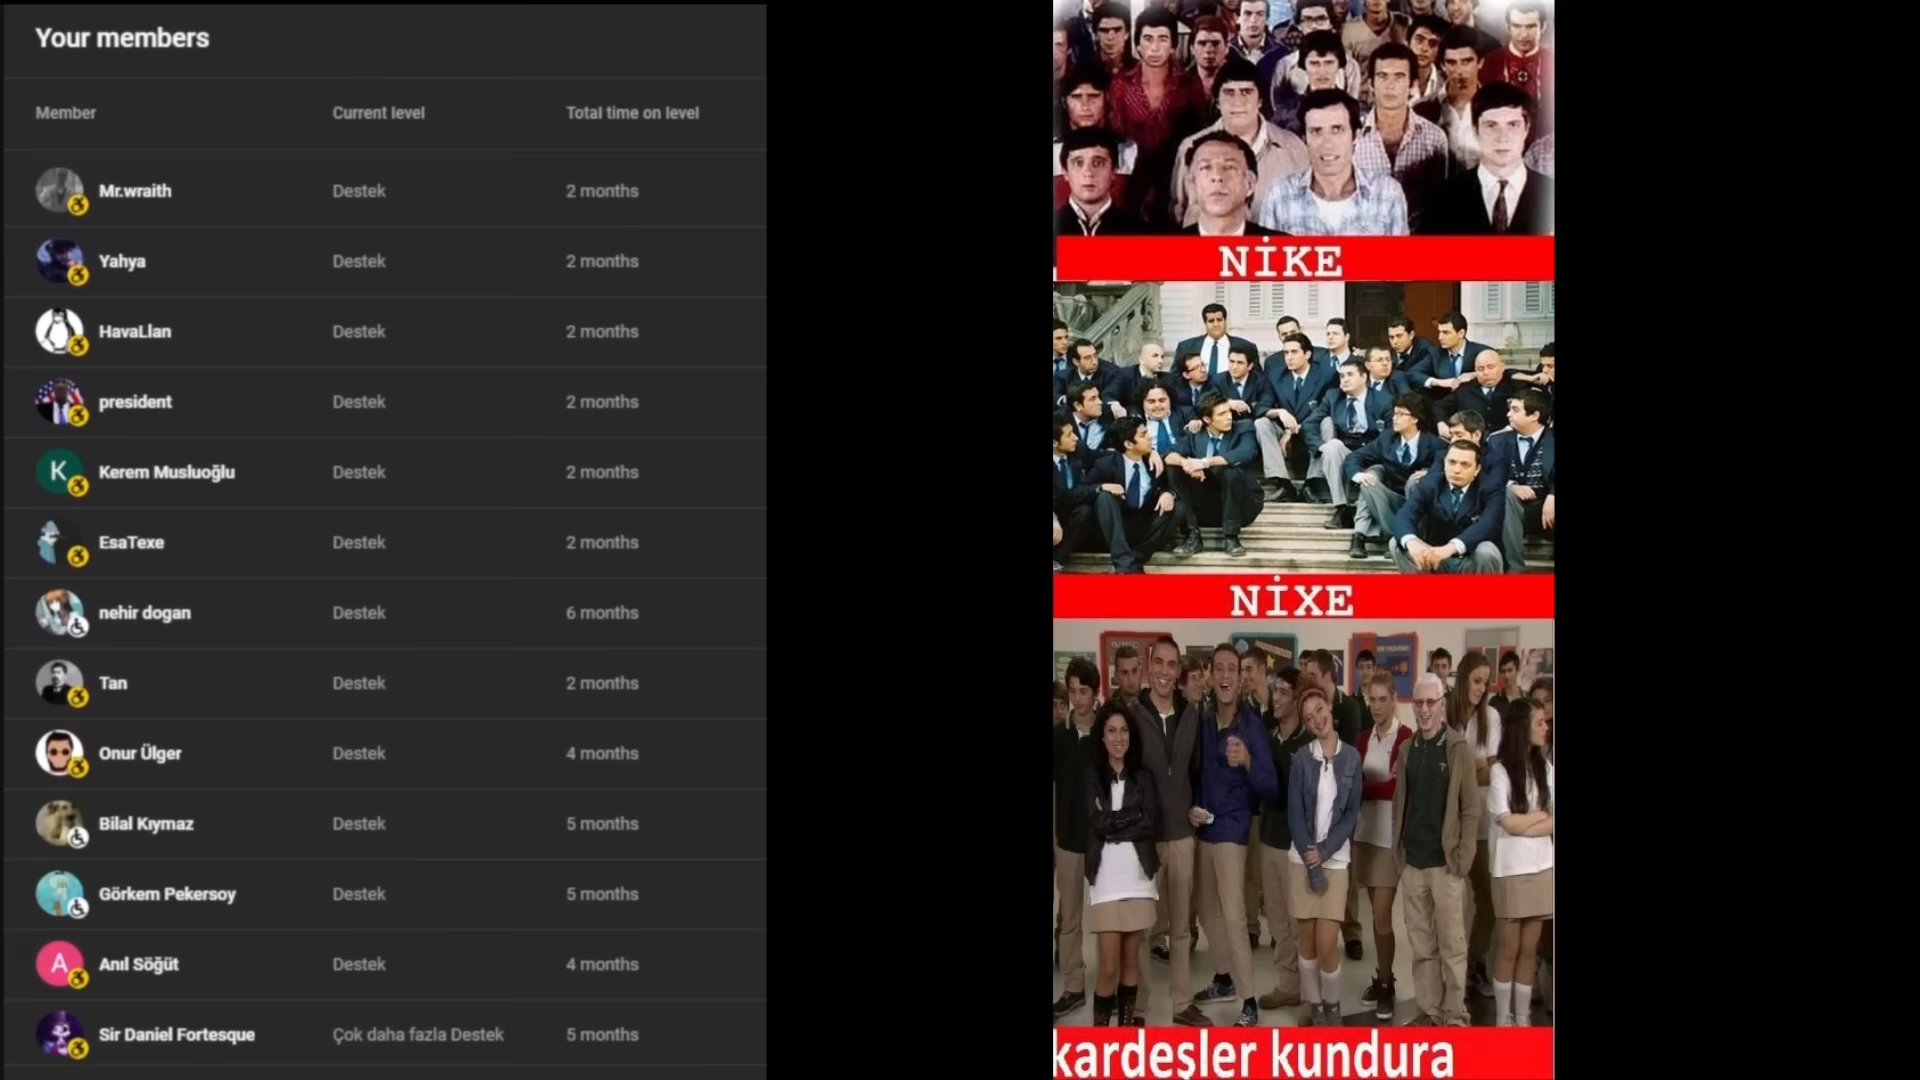 Your members
Member Current level Total time on level
Mr.wraith Destek 2 months
Yahya Destek 2 months
HavaLlan Destek 2 months
president Destek 2 months
K Kerem Musluoğlu Destek 2 months
EsaTexe Destek 2 months
nehir dogan Destek 6 months
Tan Destek 2 months
Onur Ülger Destek 4 months
Bilal Kıymaz Destek 5 months
Görkem Pekersoy Destek 5 months
A Anıl Söğüt Destek 4 months
Sir Daniel Fortesque Çok daha fazla Destek 5 months
NİKE
NİXE
kardeşler kundura